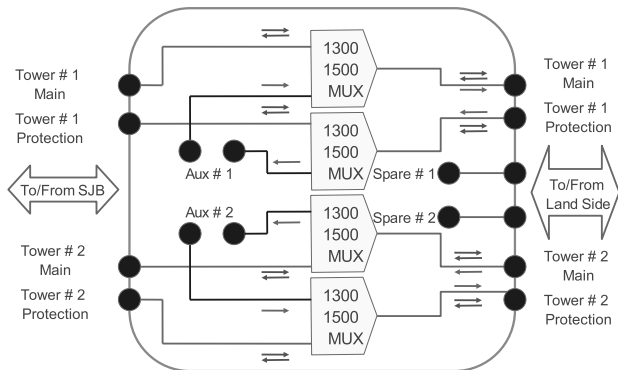 1300
1500
MUX
Tower # 1
Main
Tower # 1
Protection
1300
1500
MUX
Aux # 1
Spare # 1
To/From SJB
Aux # 2
Spare # 2
1300
1500
MUX
Tower # 2
Main
Tower # 2
Protection
1300
1500
MUX
Tower # 1
Main
Tower # 1
Protection
To/From
Land Side
Tower # 2
Main
Tower # 2
Protection